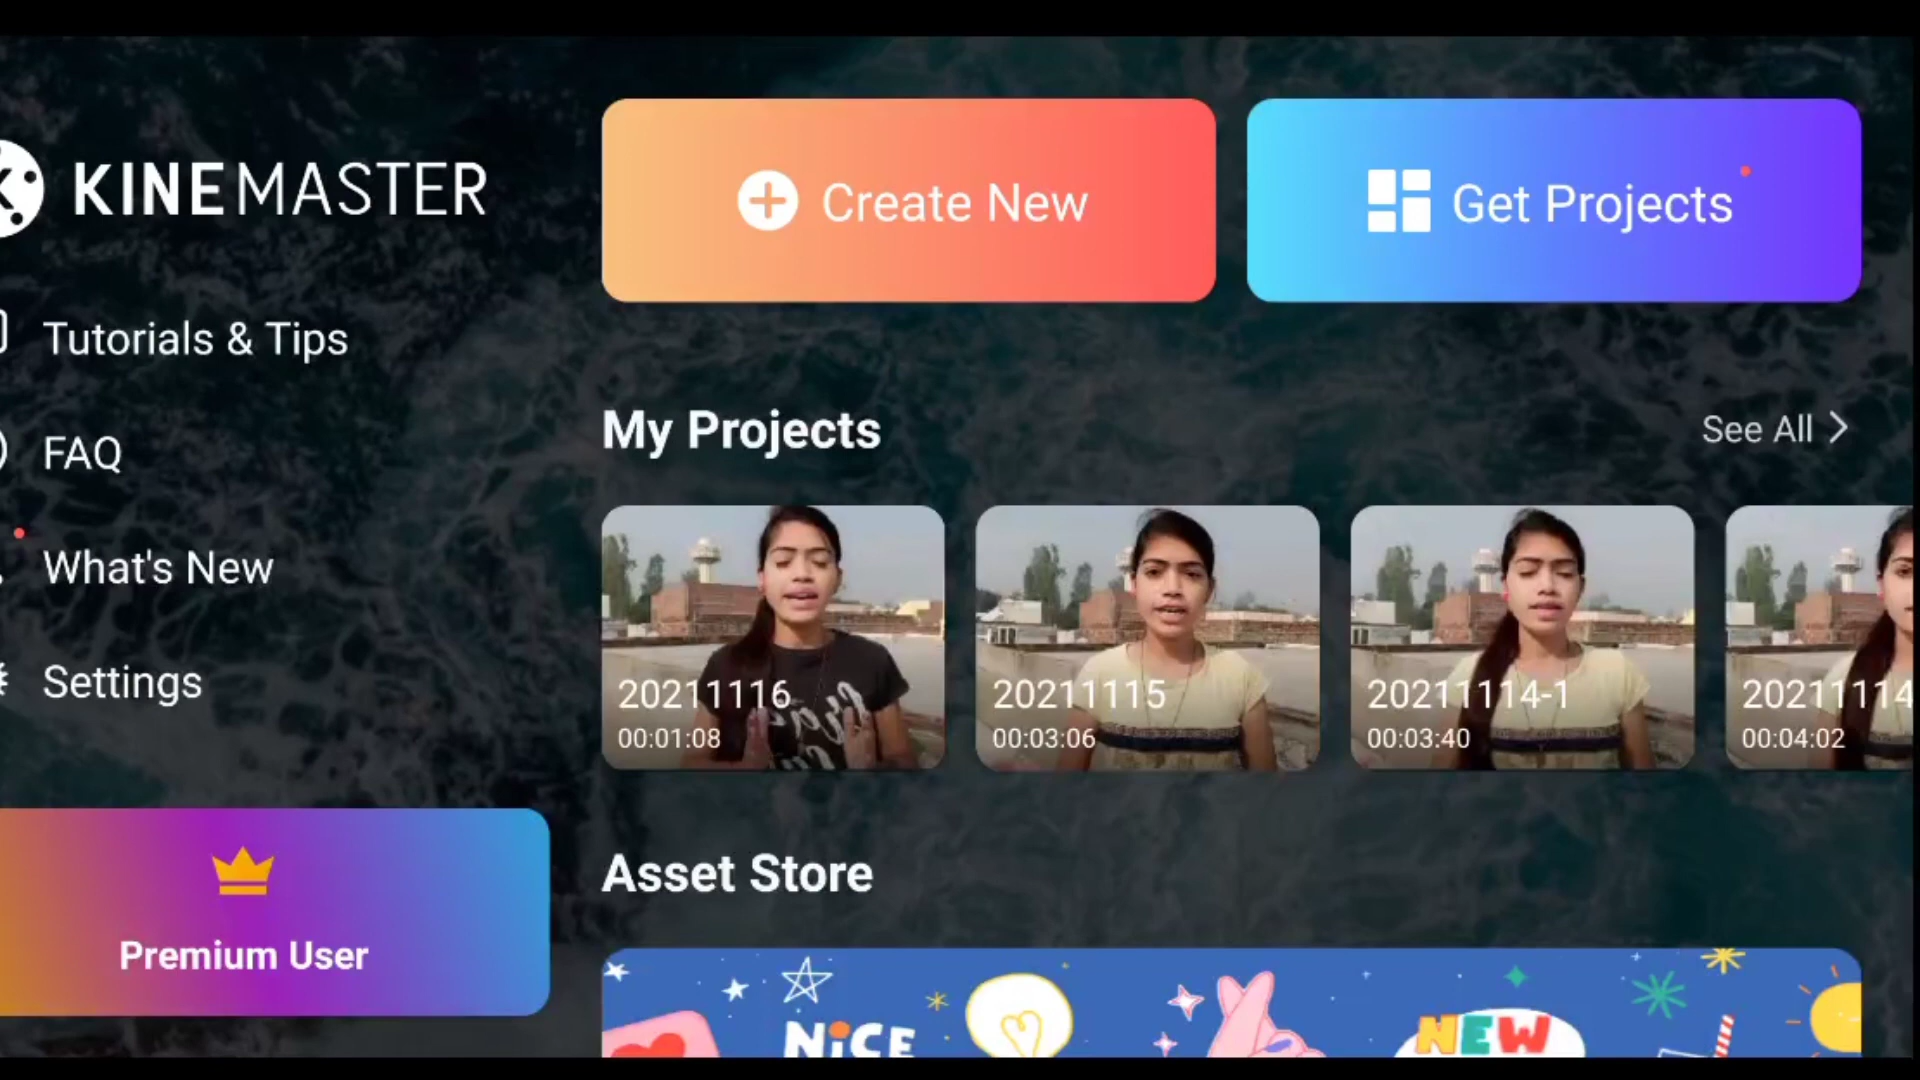 KINEMASTER
Tutorials & Tips
FAQ
What's New
Settings
Premium User
Create New
Get Projects
My Projects
See All
20211116
00:01:08
20211115
00:03:06
20211114-1
00:03:40
20211114
00:04:02
Asset Store
NiCE
NEW